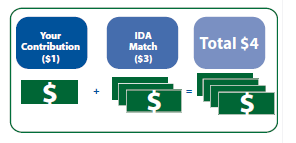 Your
Contribution
($1)
IDA
Match
($3)
Total $4
$ + $ = $